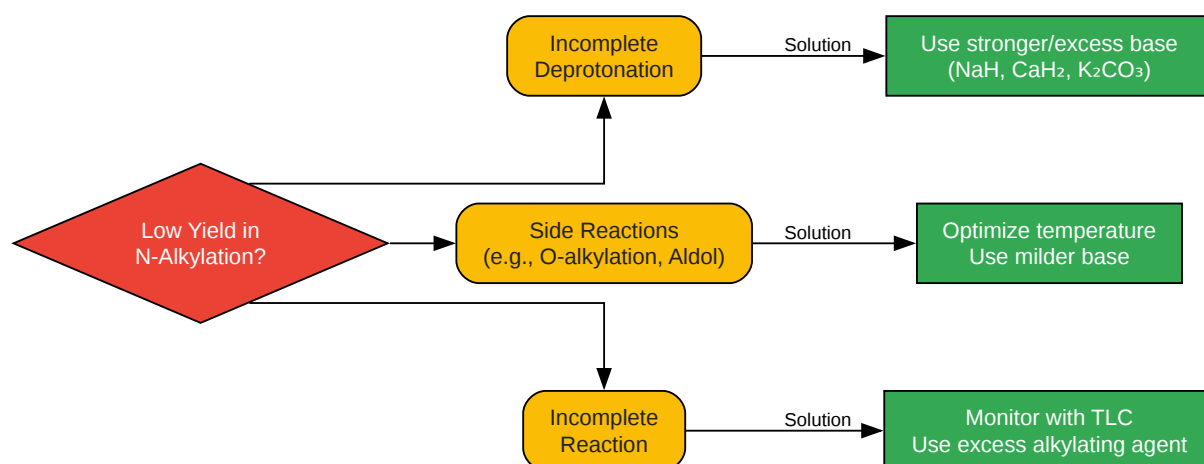 Incomplete
Deprotonation
Solution
Use stronger/excess base
(NaH, CaH₂, K₂CO₃)
Low Yield in
N-Alkylation?
Side Reactions
(e.g., O-alkylation, Aldol)
Solution
Optimize temperature
Use milder base
Incomplete
Reaction
Solution
Monitor with TLC
Use excess alkylating agent